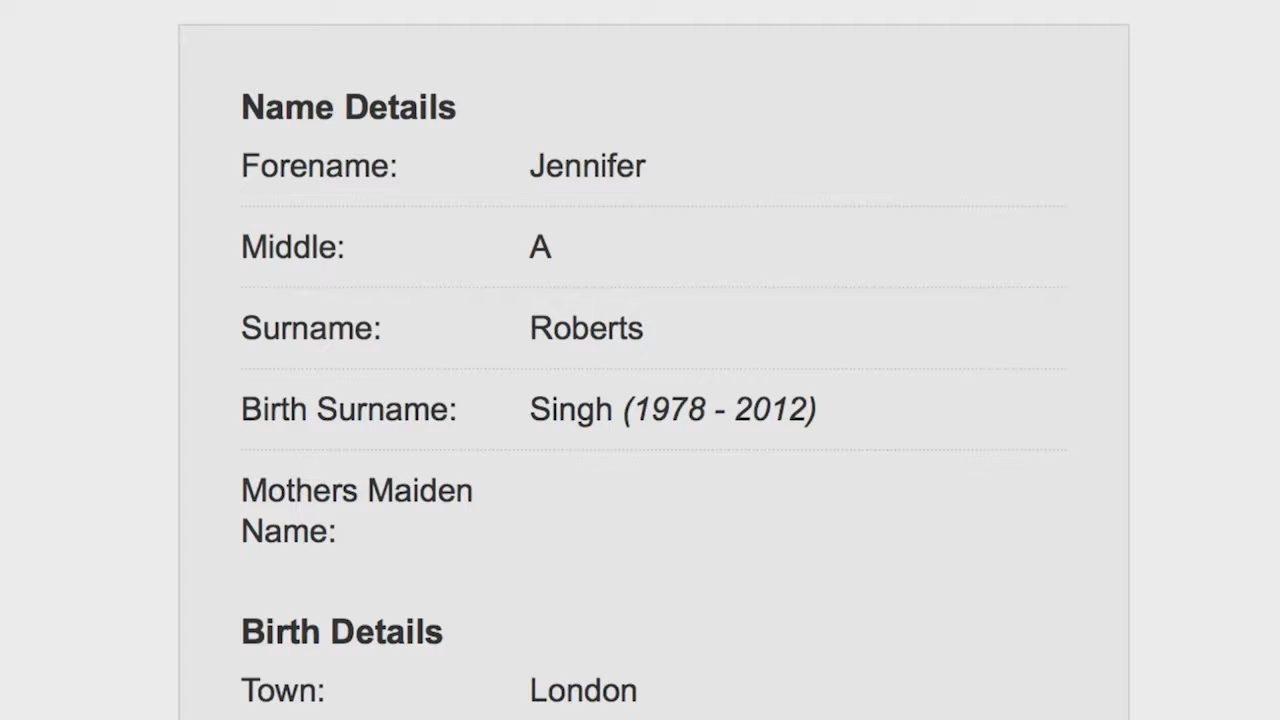 Name Details
Forename: Jennifer
Middle: A
Surname: Roberts
Birth Surname: Singh (1978 - 2012)
Mothers Maiden
Name:
Birth Details
Town: London